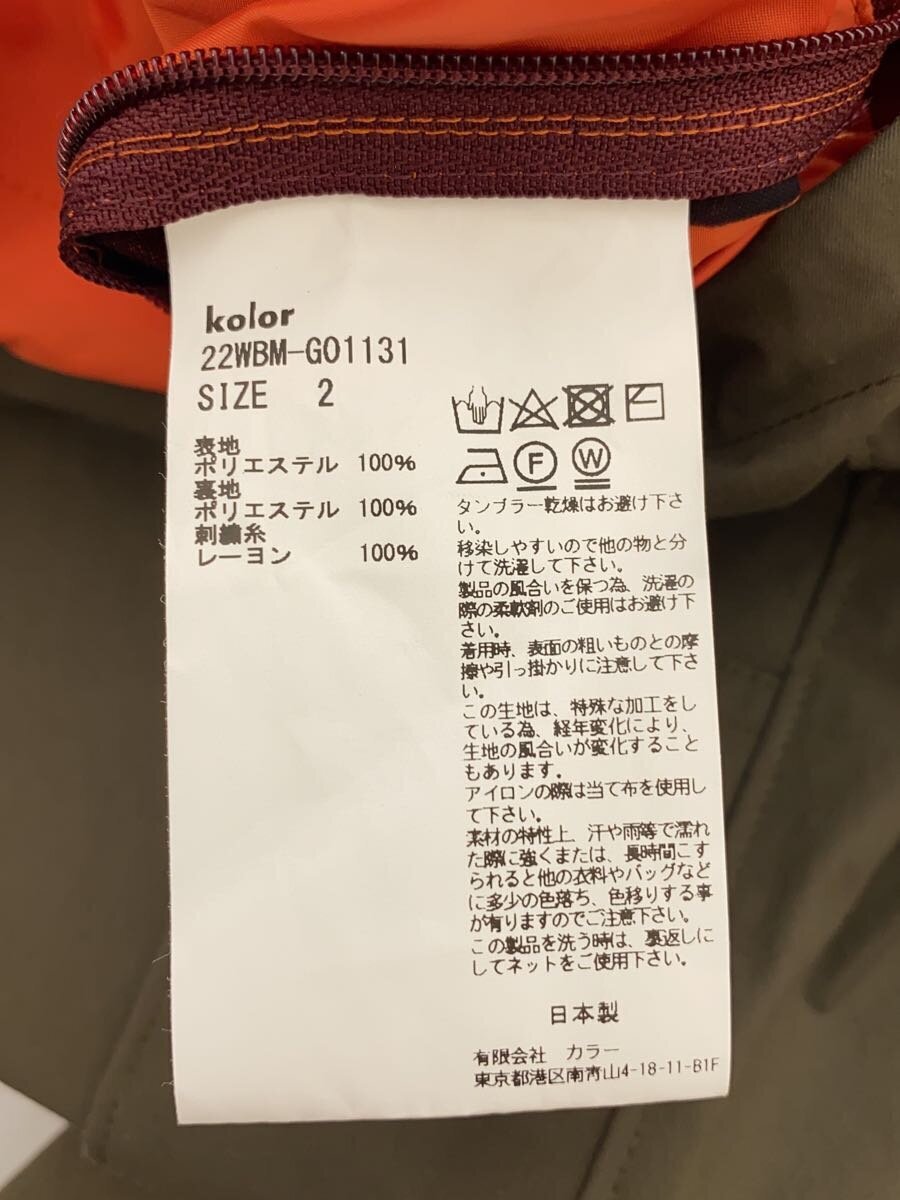 kolor
22WBM-G01131
SIZE 2
表地
ポリエステル 100%
裏地
ポリエステル 100%
刺繍糸
レーヨン 100%
F
W
タンブラー乾燥はお避け下さ
い。
移染しやすいので他の物と分
けて洗濯して下さい。
製品の風合いを保つ為、洗濯の
際の柔軟剤のご使用はお避け下
さい。
着用時、表面の粗いものとの摩
擦や引っ掛かりに注意して下さ
い。
この生地は、特殊な加工をし
ている為、経年変化により、
生地の風合いが変化すること
もあります。
アイロンの際は当て布を使用し
て下さい。
素材の特性上、汗や雨等で濡れ
た際に強くまたは、長時間こす
られると他の衣料やバッグなど
に多少の色落ち、色移りする事
が有りますのでご注意下さい。
この製品を洗う時は、裏返しに
してネットをご使用下さい。
日本製
有限会社 カラー
東京都港区南青山4-18-11-B1F